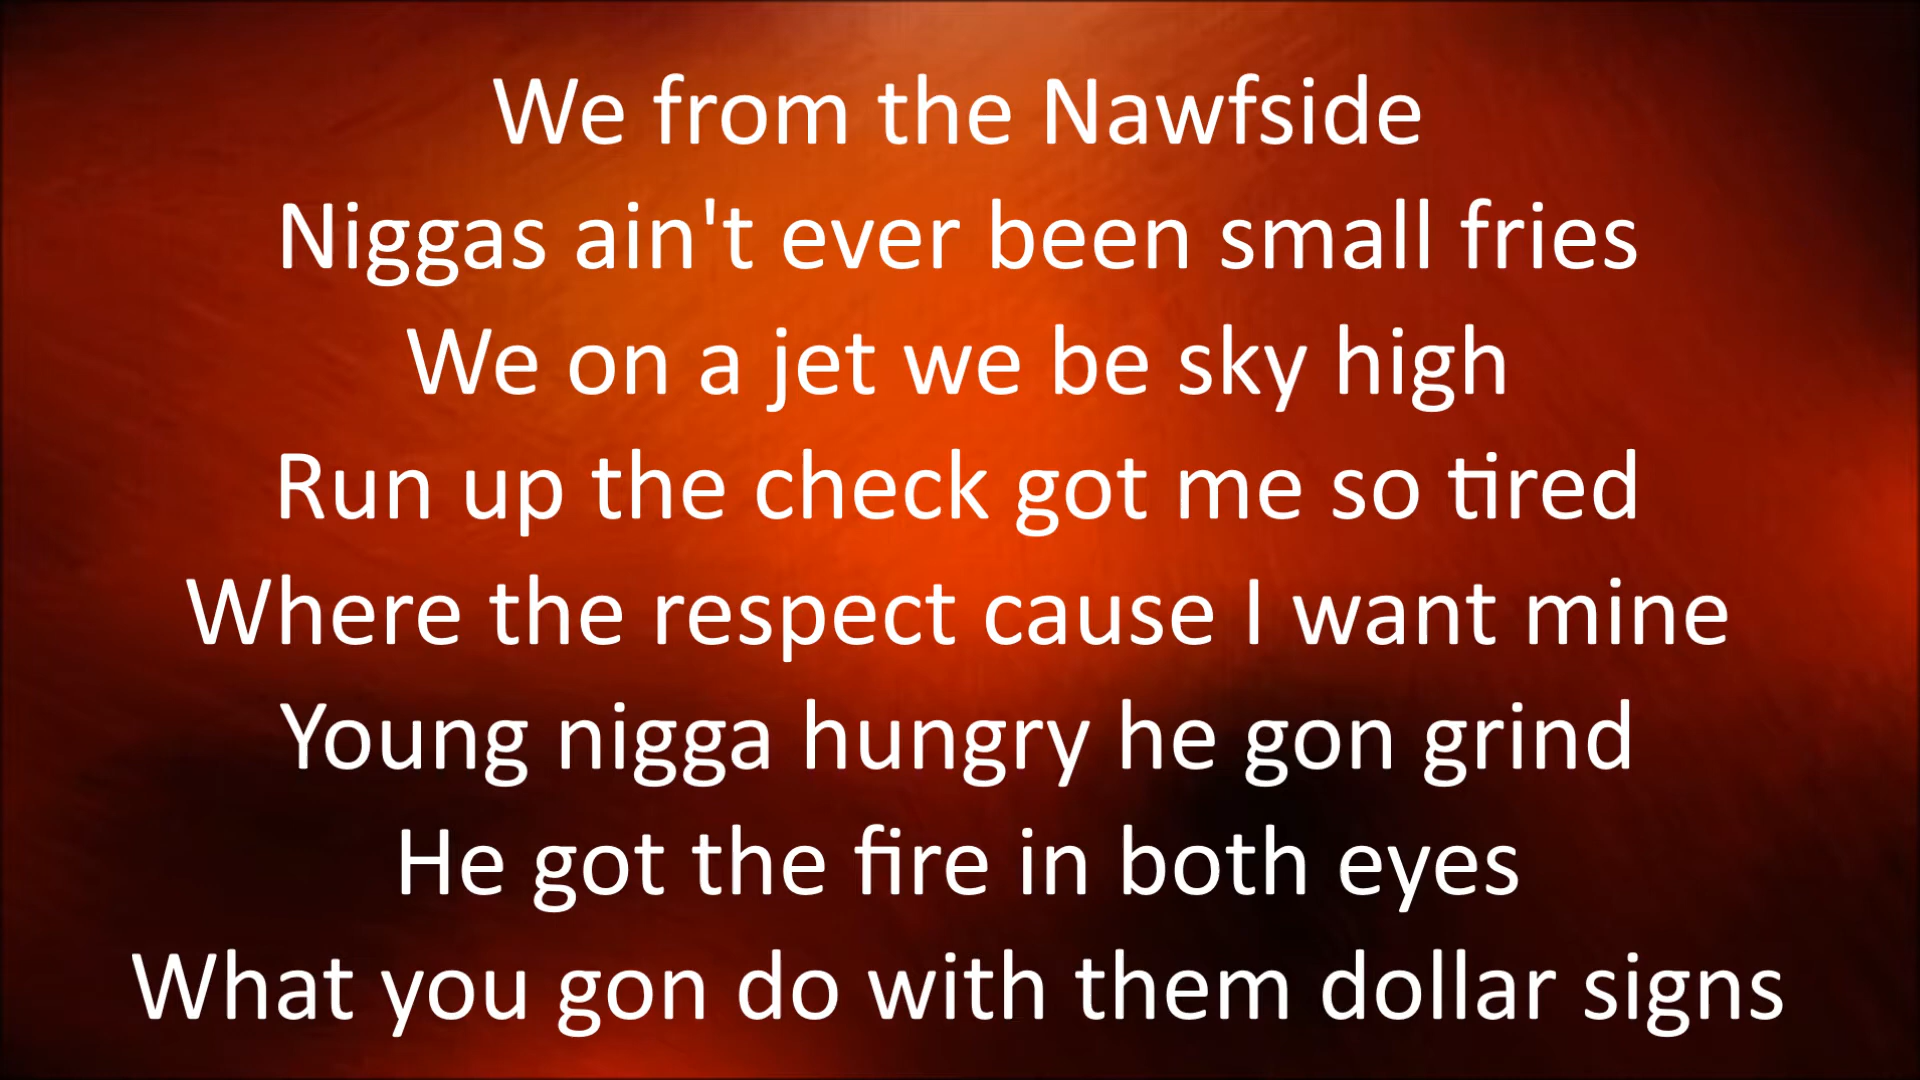 We from the Nawfside
Niggas ain't ever been small fries
We on a jet we be sky high
Run up the check got me so tired
Where the respect cause I want mine
Young nigga hungry he gon grind
He got the fire in both eyes
What you gon do with them dollar signs